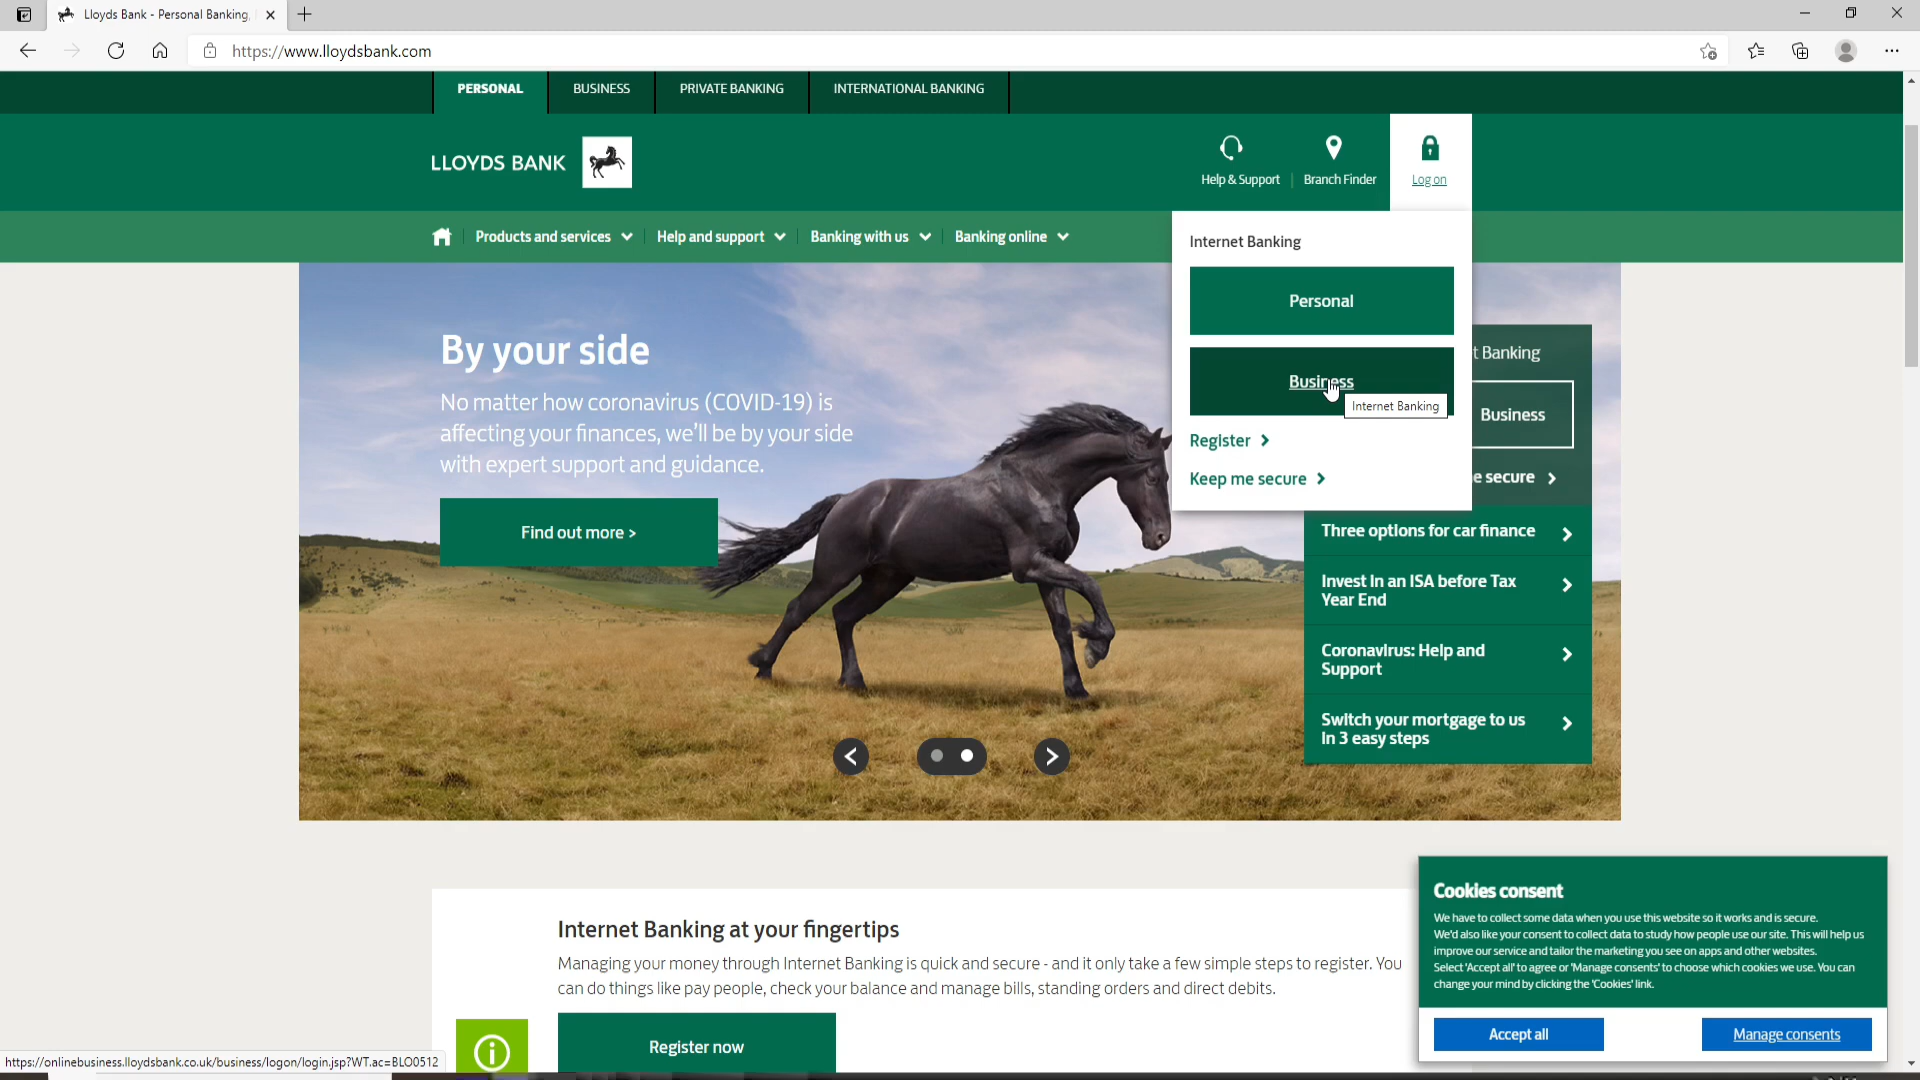 Lloyds Bank - Personal Banking,
https://www.lloydsbank.com
PERSONAL
BUSINESS
PRIVATE BANKING
INTERNATIONAL BANKING
LLOYDS BANK
Help & Support
Branch Finder
Log on
Products and services
Help and support
Banking with us
Banking online
Internet Banking
Personal
Business
Internet Banking
Register
Keep me secure
By your side
No matter how coronavirus (COVID-19) is
affecting your finances, we'll be by your side
with expert support and guidance.
Find out more >
t Banking
Business
e secure
Three options for car finance
Invest In an ISA before Tax
Year End
Coronavirus: Help and
Support
Switch your mortgage to us
In 3 easy steps
Internet Banking at your fingertips
Managing your money through Internet Banking is quick and secure - and it only take a few simple steps to register. You
can do things like pay people, check your balance and manage bills, standing orders and direct debits.
Register now
Cookies consent
We have to collect some data when you use this website so it works and is secure.
We'd also like your consent to collect data to study how people use our site. This will help us
improve our service and tailor the marketing you see on apps and other websites.
Select 'Accept all' to agree or 'Manage consents' to choose which cookies we use. You can
change your mind by clicking the 'Cookies' link.
Accept all
Manage consents
https://onlinebusiness.lloydsbank.co.uk/business/logon/login.jsp?WT.ac=BLO0512